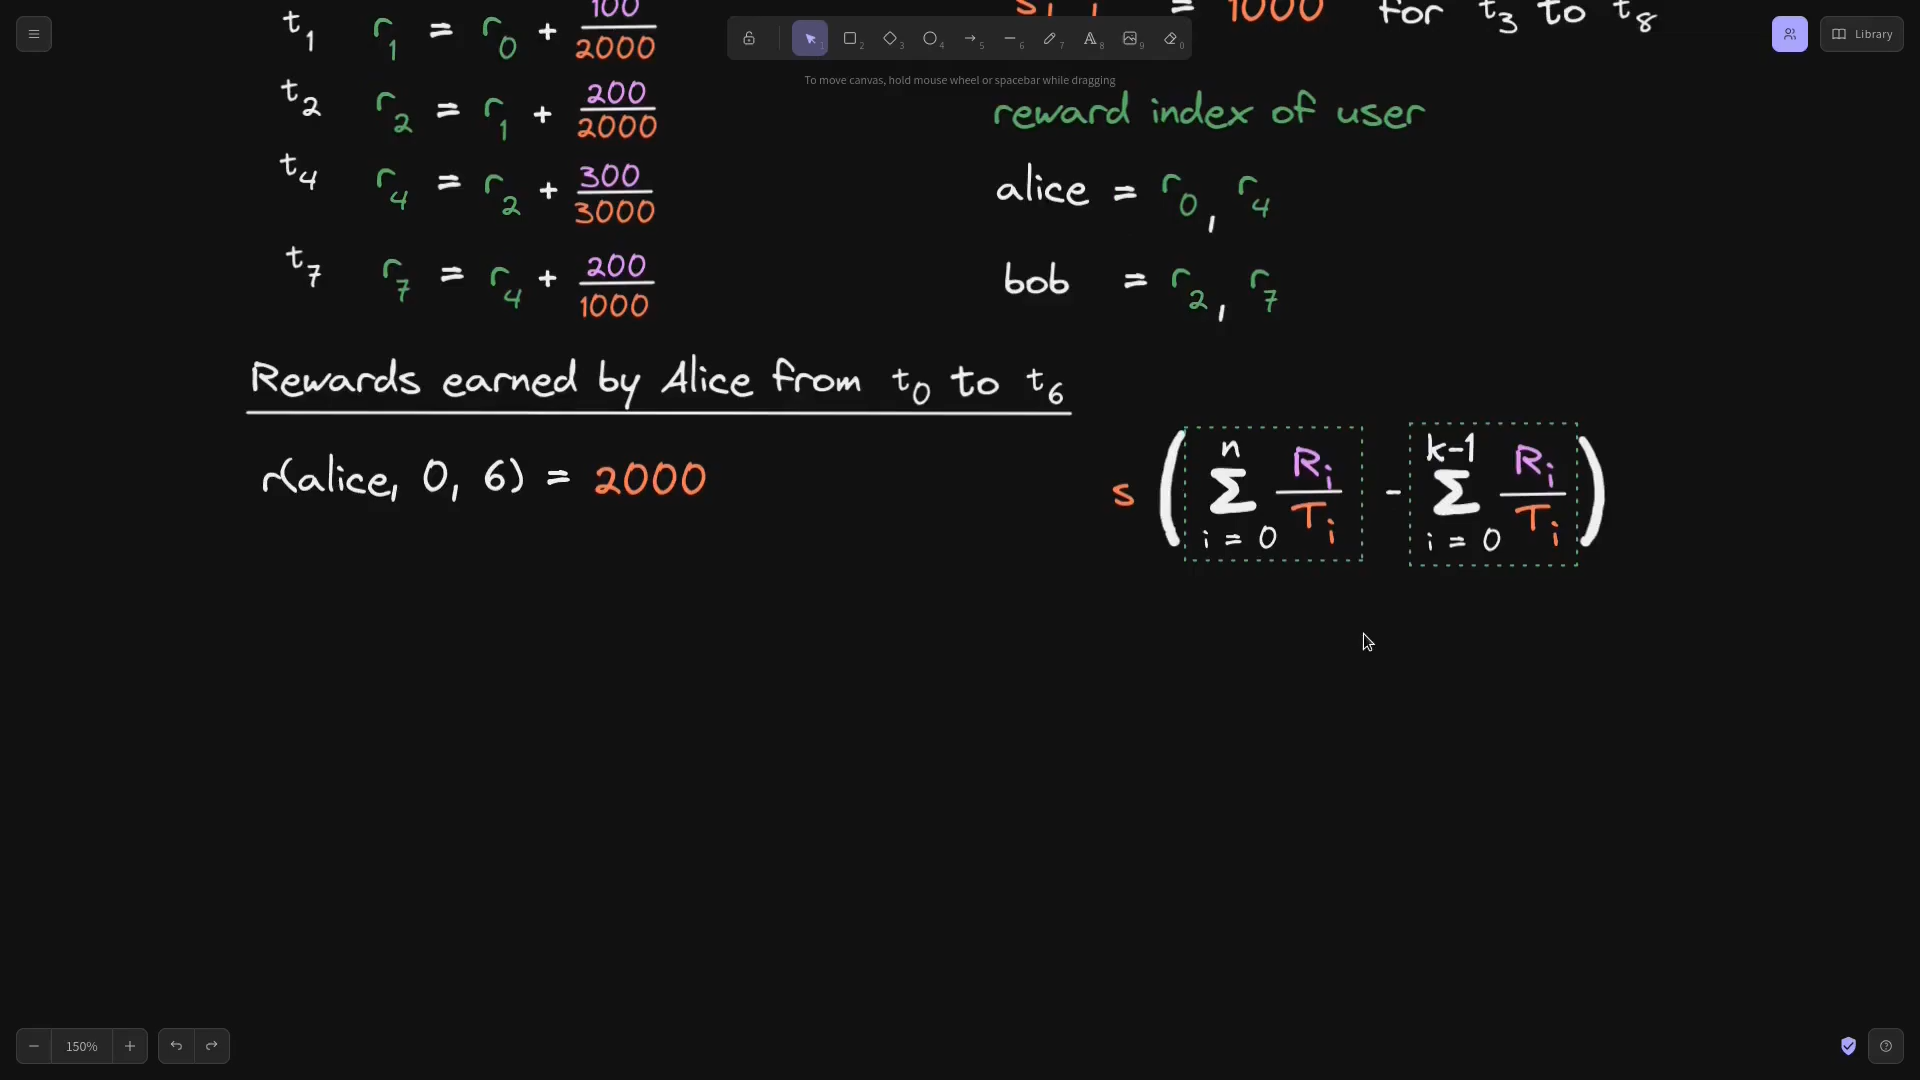 t1 r1 = r0 + 100/2000
= 1000 for t3 to t8
Library
To move canvas, hold mouse wheel or spacebar while dragging
t2 r2 = r1 + 200/2000
reward index of user
t4 r4 = r2 + 300/3000
alice = r0, r4
t7 r7 = r4 + 200/1000
bob = r2, r7
Rewards earned by Alice from t0 to t6
r(alice, 0, 6) = 2000
s ( n Σ i = 0 Ri/Ti - k-1 Σ i = 0 Ri/Ti )
150%